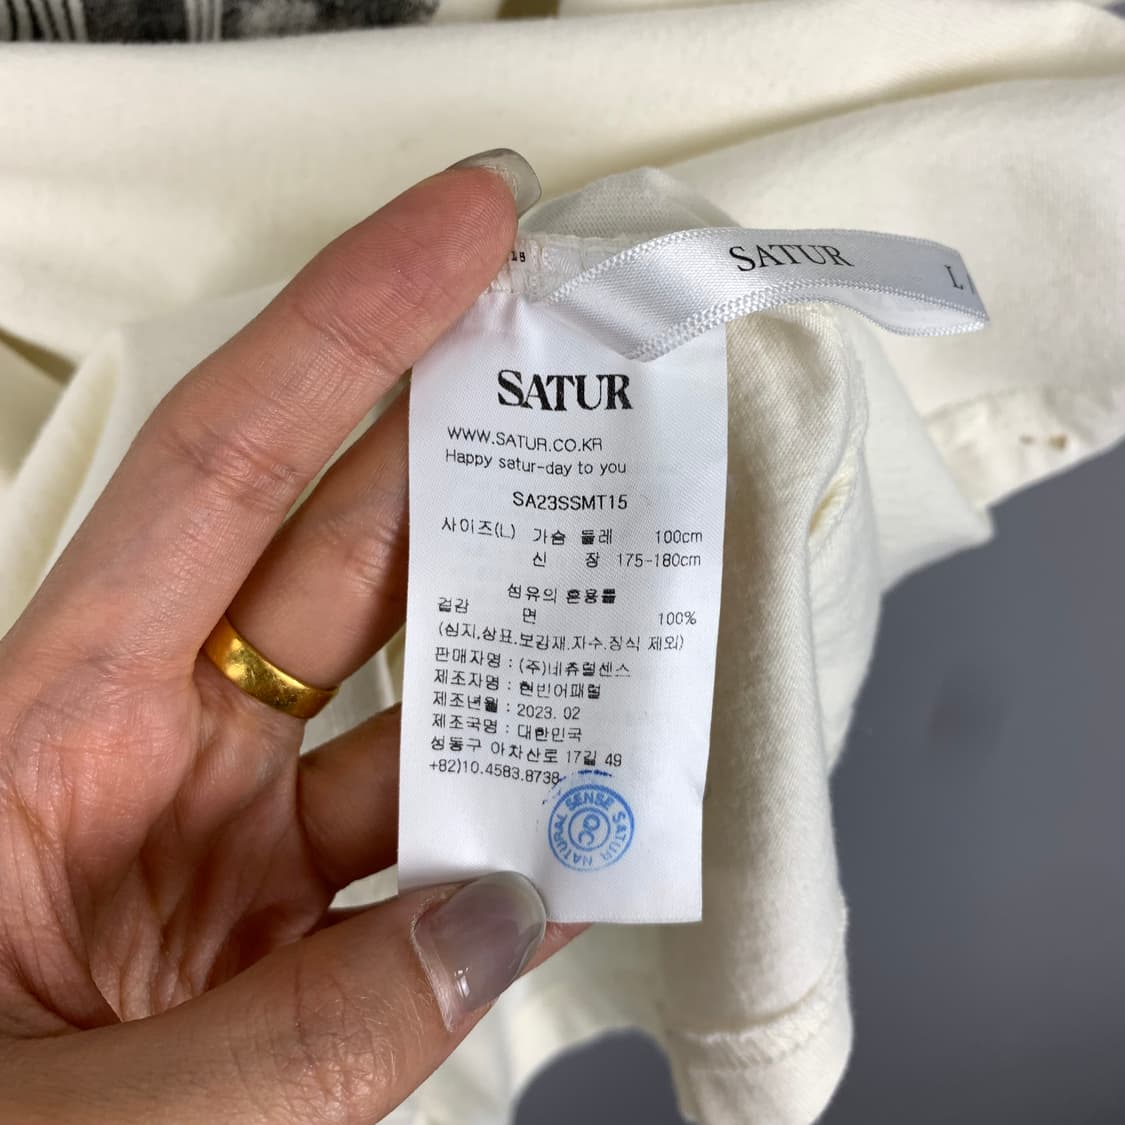 SATUR
L
SATUR
WWW.SATUR.CO.KR
Happy satur-day to you
SA23SSMT15
사이즈(L) 가슴 둘레 100cm
신 장 175-180cm
섬유의 혼용률
겉감 면 100%
(심지,상표,보강재,자수,장식 제외)
판매자명 : (주)네츄럴센스
제조자명 : 현빈어패럴
제조년월 : 2023. 02
제조국명 : 대한민국
성동구 아차산로 17길 49
+82)10.4583.8738
NATURAL SENSE SATUR
QC